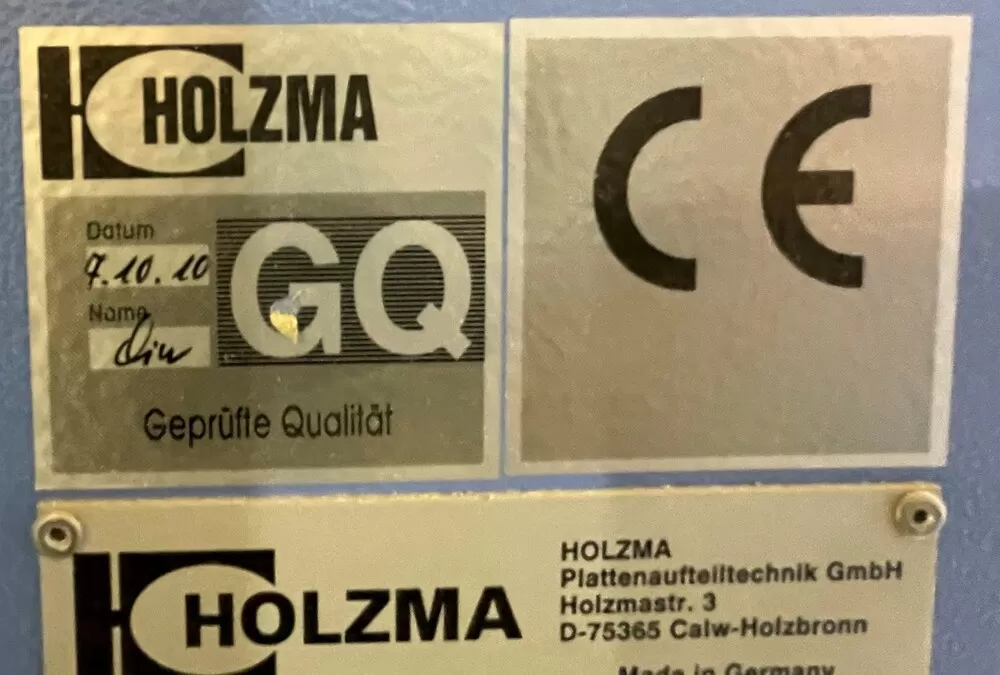 HOLZMA
Datum
7.10.10
Name
GQ
Geprüfte Qualität
CE
HOLZMA
HOLZMA
Plattenaufteiltechnik GmbH
Holzmastr. 3
D-75365 Calw-Holzbronn
Made in Germany